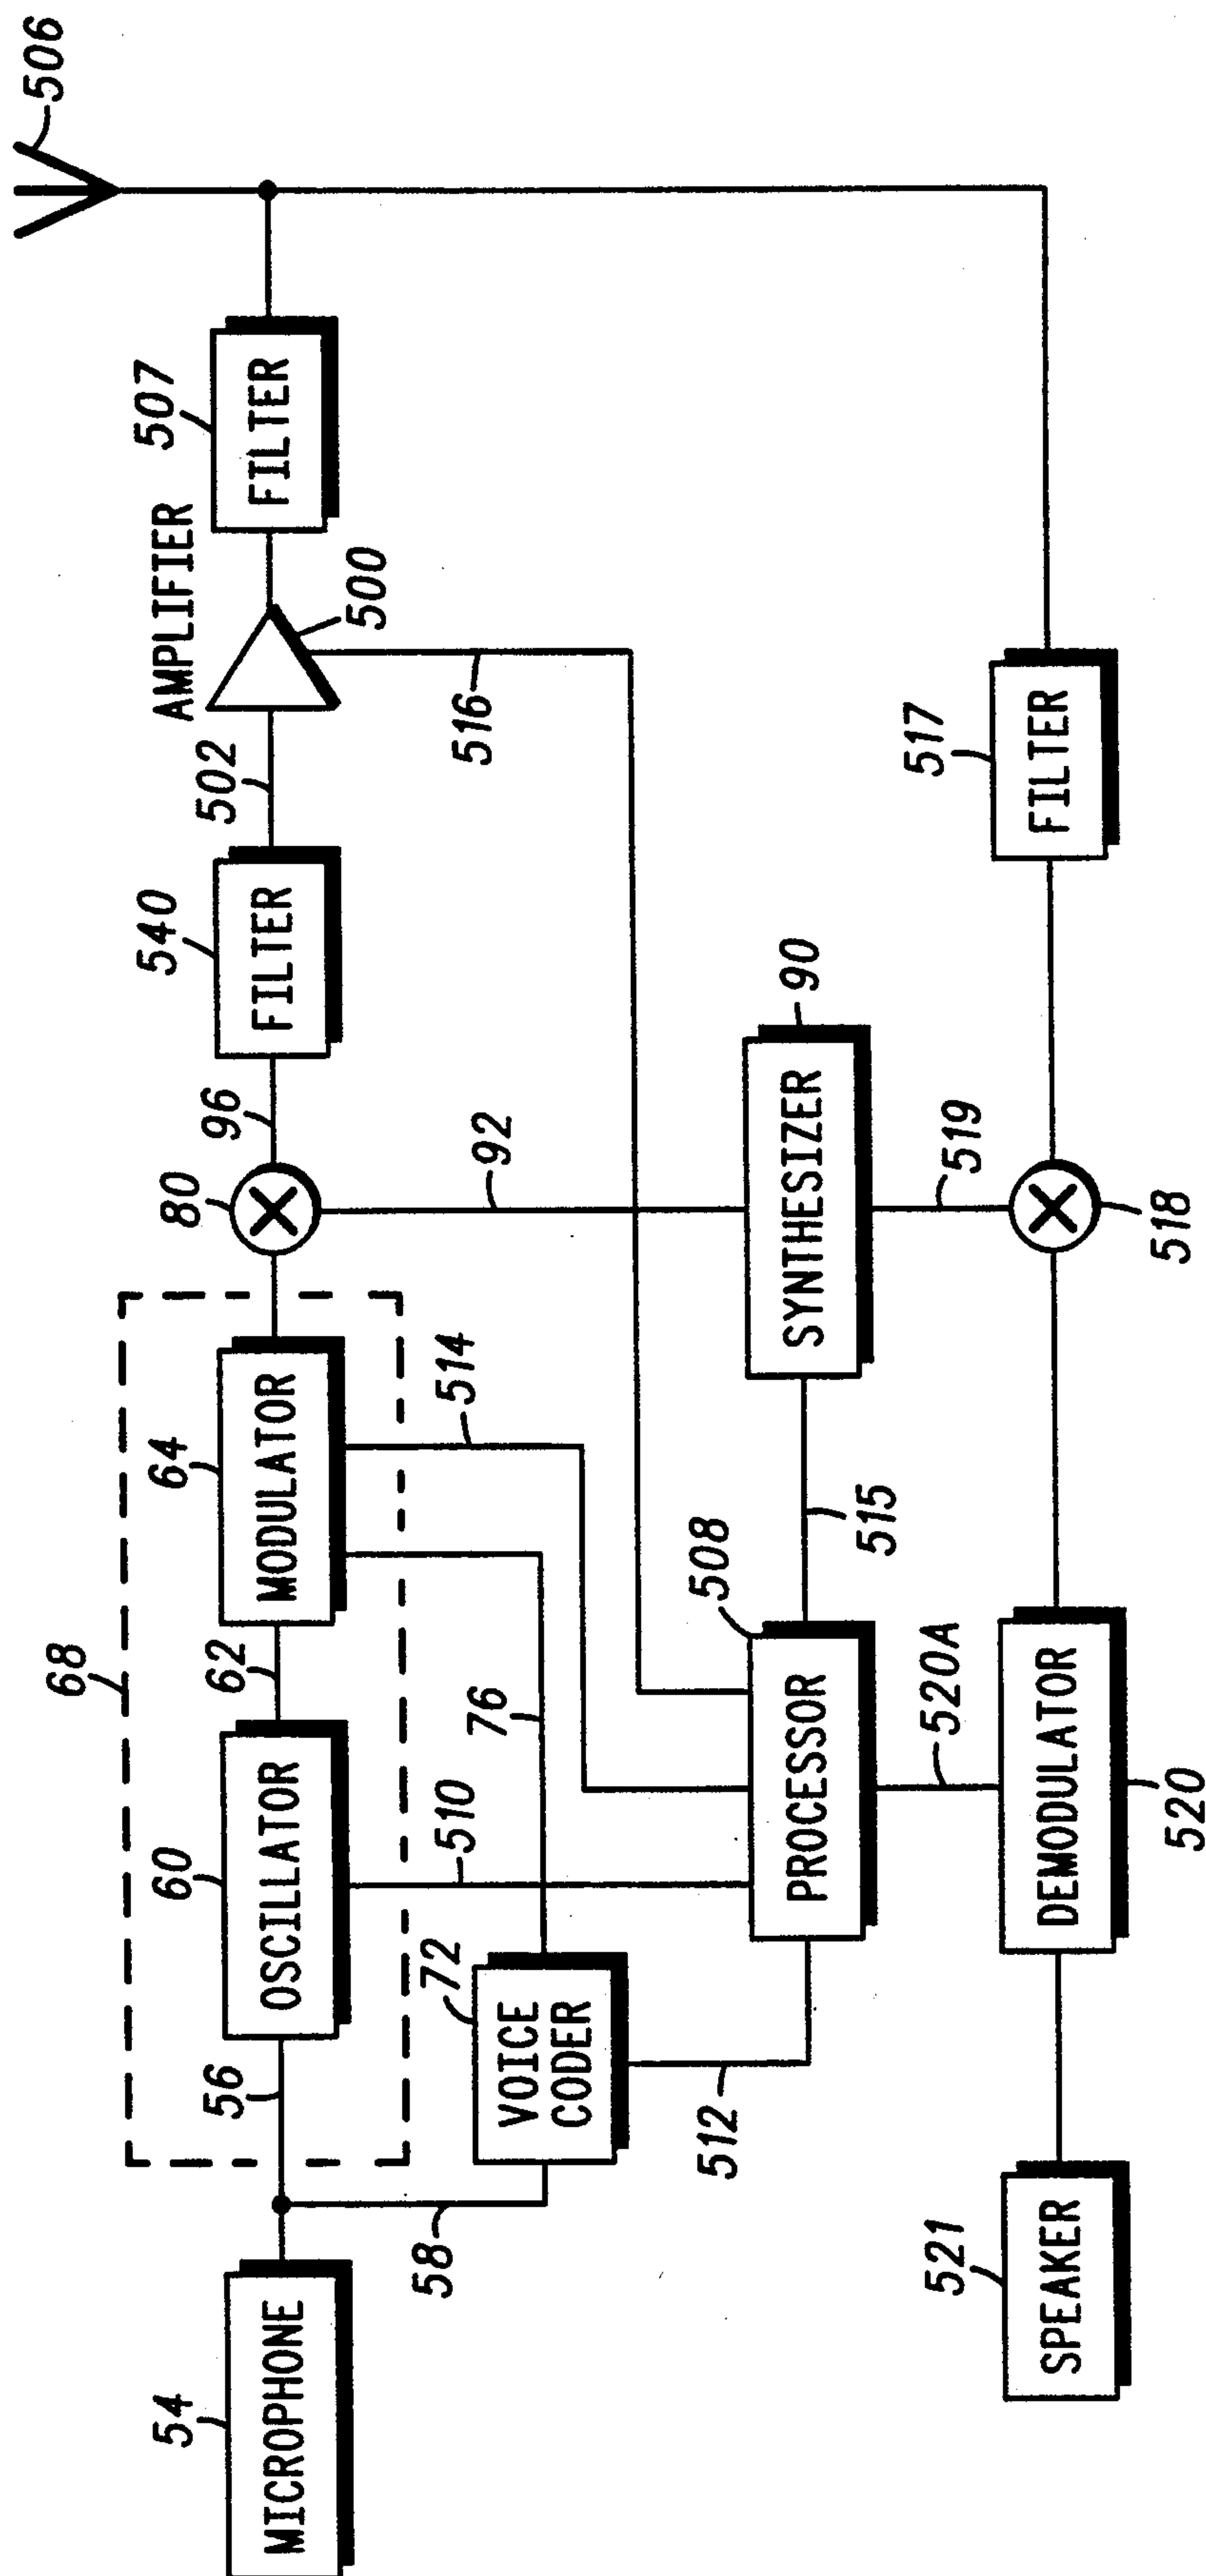 506
507
FILTER
AMPLIFIER
500
502
516
540
FILTER
96
80
92
68
64
MODULATOR
514
62
60
OSCILLATOR
76
510
56
72
VOICE
CODER
58
512
54
MICROPHONE
90
SYNTHESIZER
519
515
508
PROCESSOR
520A
517
FILTER
518
DEMODULATOR
520
521
SPEAKER